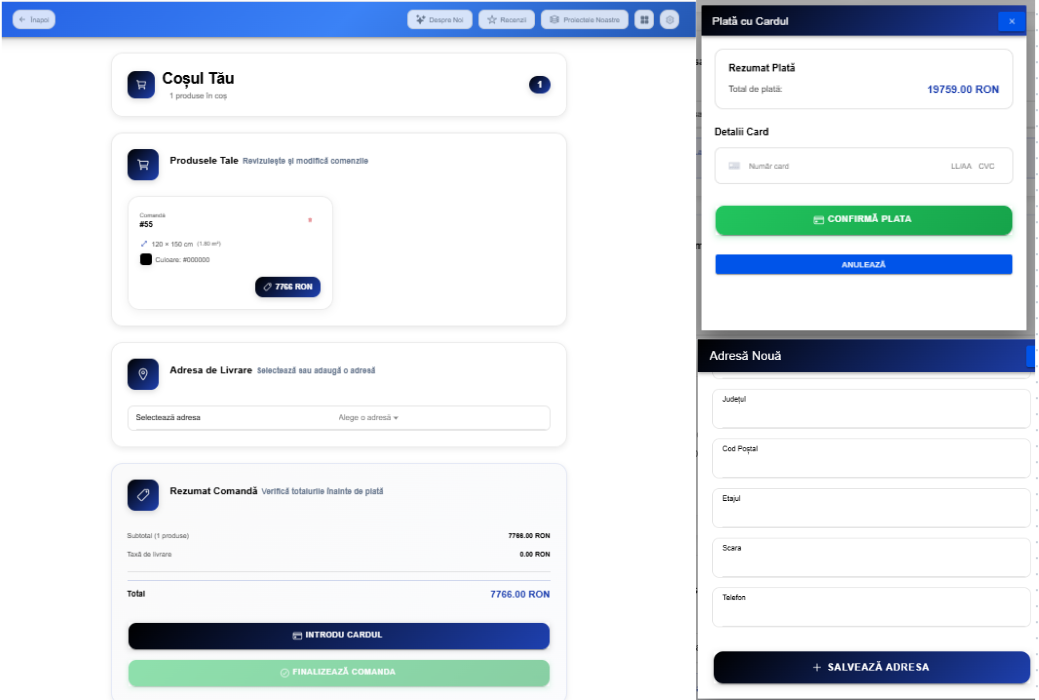 ← Înapoi
Despre Noi
Recenzi
Proiectele Noastre
Coșul Tău
1 produse în coș
1
Produsele Tale Revizuiește și modifică comenzile
Comandă
#55
120 × 150 cm (1.80 m²)
Culoare: #000000
7766 RON
Adresa de Livrare Selectează sau adaugă o adresă
Selectează adresa Alege o adresă
Rezumat Comandă Verifică totalurile înainte de plată
Subtotal (1 produse) 7766.00 RON
Taxă de livrare 0.00 RON
Total 7766.00 RON
INTRODU CARDUL
FINALIZEAZĂ COMANDA
Plată cu Cardul ×
Rezumat Plată
Total de plată: 19759.00 RON
Detalii Card
Număr card LL/AA CVC
CONFIRMĂ PLATA
ANULEAZĂ
Adresă Nouă
Județul
Cod Poștal
Etajul
Scara
Telefon
+ SALVEAZĂ ADRESA